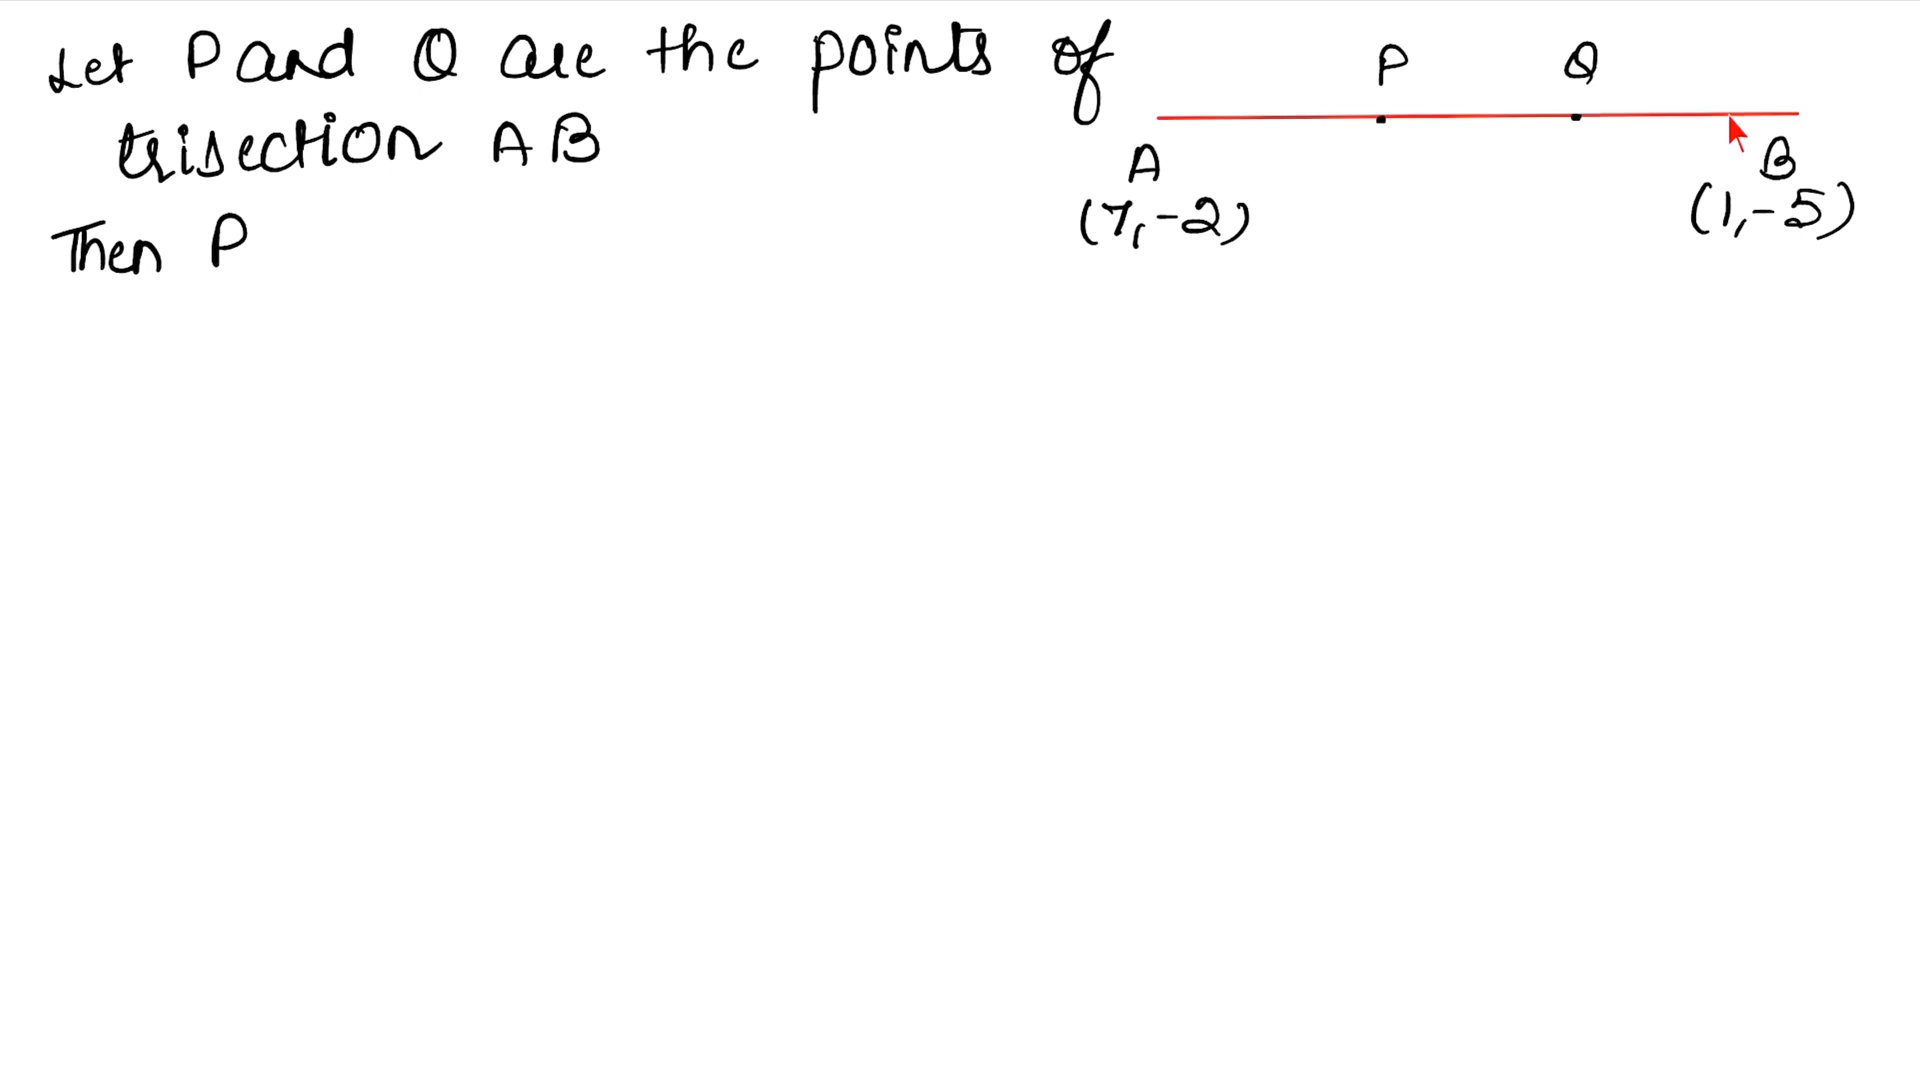 Let P and Q are the points of
trisection AB
Then P
P Q
A B
(7,-2) (1,-5)